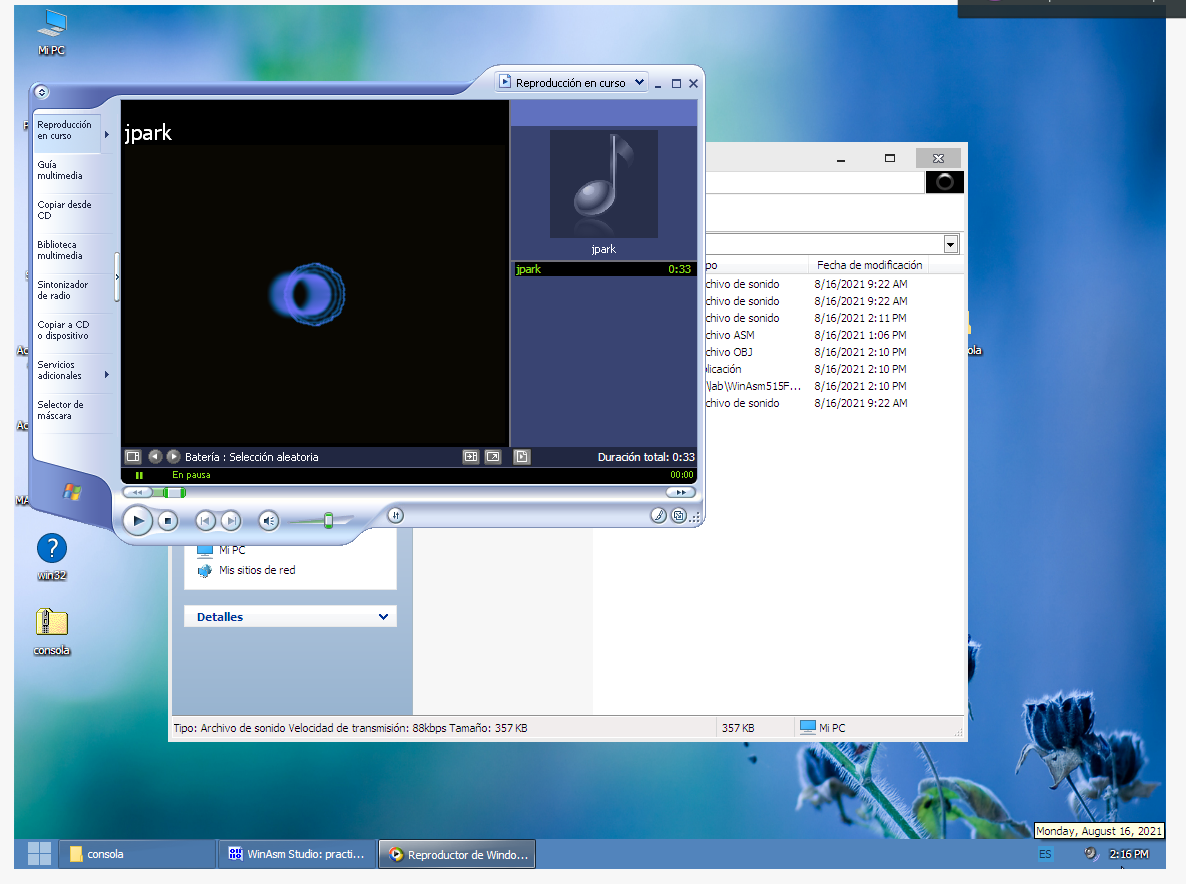 Mi PC
Reproducción en curso
Reproducción
en curso
Guía
multimedia
Copiar desde
CD
Biblioteca
multimedia
Sintonizador
de radio
Copiar a CD
o dispositivo
Servicios
adicionales
Selector de
máscara
jpark
jpark
jpark 0:33
Batería : Selección aleatoria
Duración total: 0:33
En pausa
00:00
po Fecha de modificación
chivo de sonido 8/16/2021 9:22 AM
chivo de sonido 8/16/2021 9:22 AM
chivo de sonido 8/16/2021 2:11 PM
chivo ASM 8/16/2021 1:06 PM
chivo OBJ 8/16/2021 2:10 PM
licación 8/16/2021 2:10 PM
\lab\WinAsm515F... 8/16/2021 2:10 PM
chivo de sonido 8/16/2021 9:22 AM
ola
Ac
Ac
MA
Mi PC
Mis sitios de red
Detalles
win32
consola
Tipo: Archivo de sonido Velocidad de transmisión: 88kbps Tamaño: 357 KB
357 KB
Mi PC
Monday, August 16, 2021
consola
WinAsm Studio: practi...
Reproductor de Windo...
ES
2:16 PM